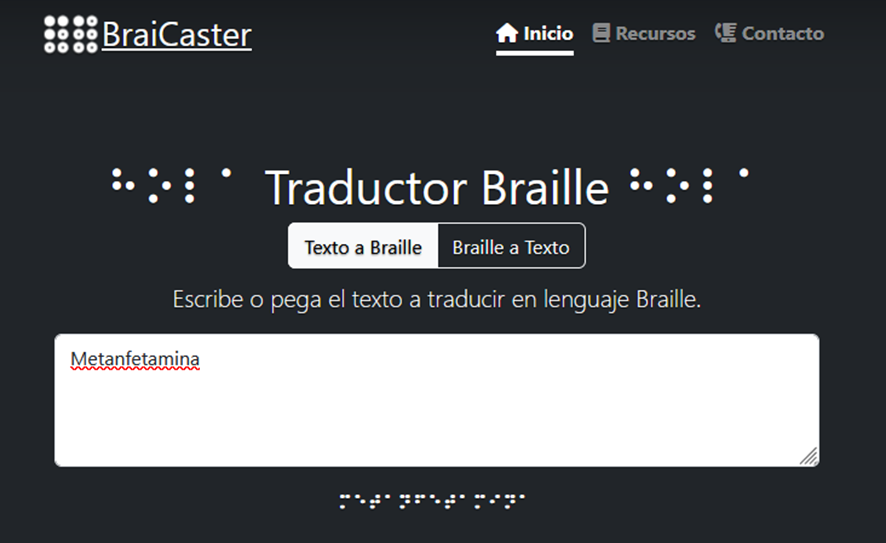 BraiCaster
Inicio Recursos Contacto
⠓⠕⠇⠁ Traductor Braille ⠓⠕⠇⠁
Texto a Braille Braille a Texto
Escribe o pega el texto a traducir en lenguaje Braille.
Metanfetamina
⠍⠑⠞⠁⠝⠋⠑⠞⠁⠍⠊⠝⠁